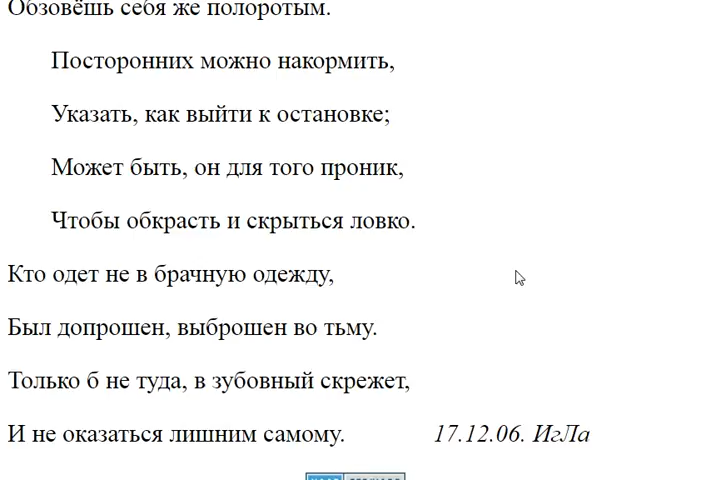 Обзовёшь себя же полоротым.
Посторонних можно накормить,
Указать, как выйти к остановке;
Может быть, он для того проник,
Чтобы обкрасть и скрыться ловко.
Кто одет не в брачную одежду,
Был допрошен, выброшен во тьму.
Только б не туда, в зубовный скрежет,
И не оказаться лишним самому. 17.12.06. ИгЛа